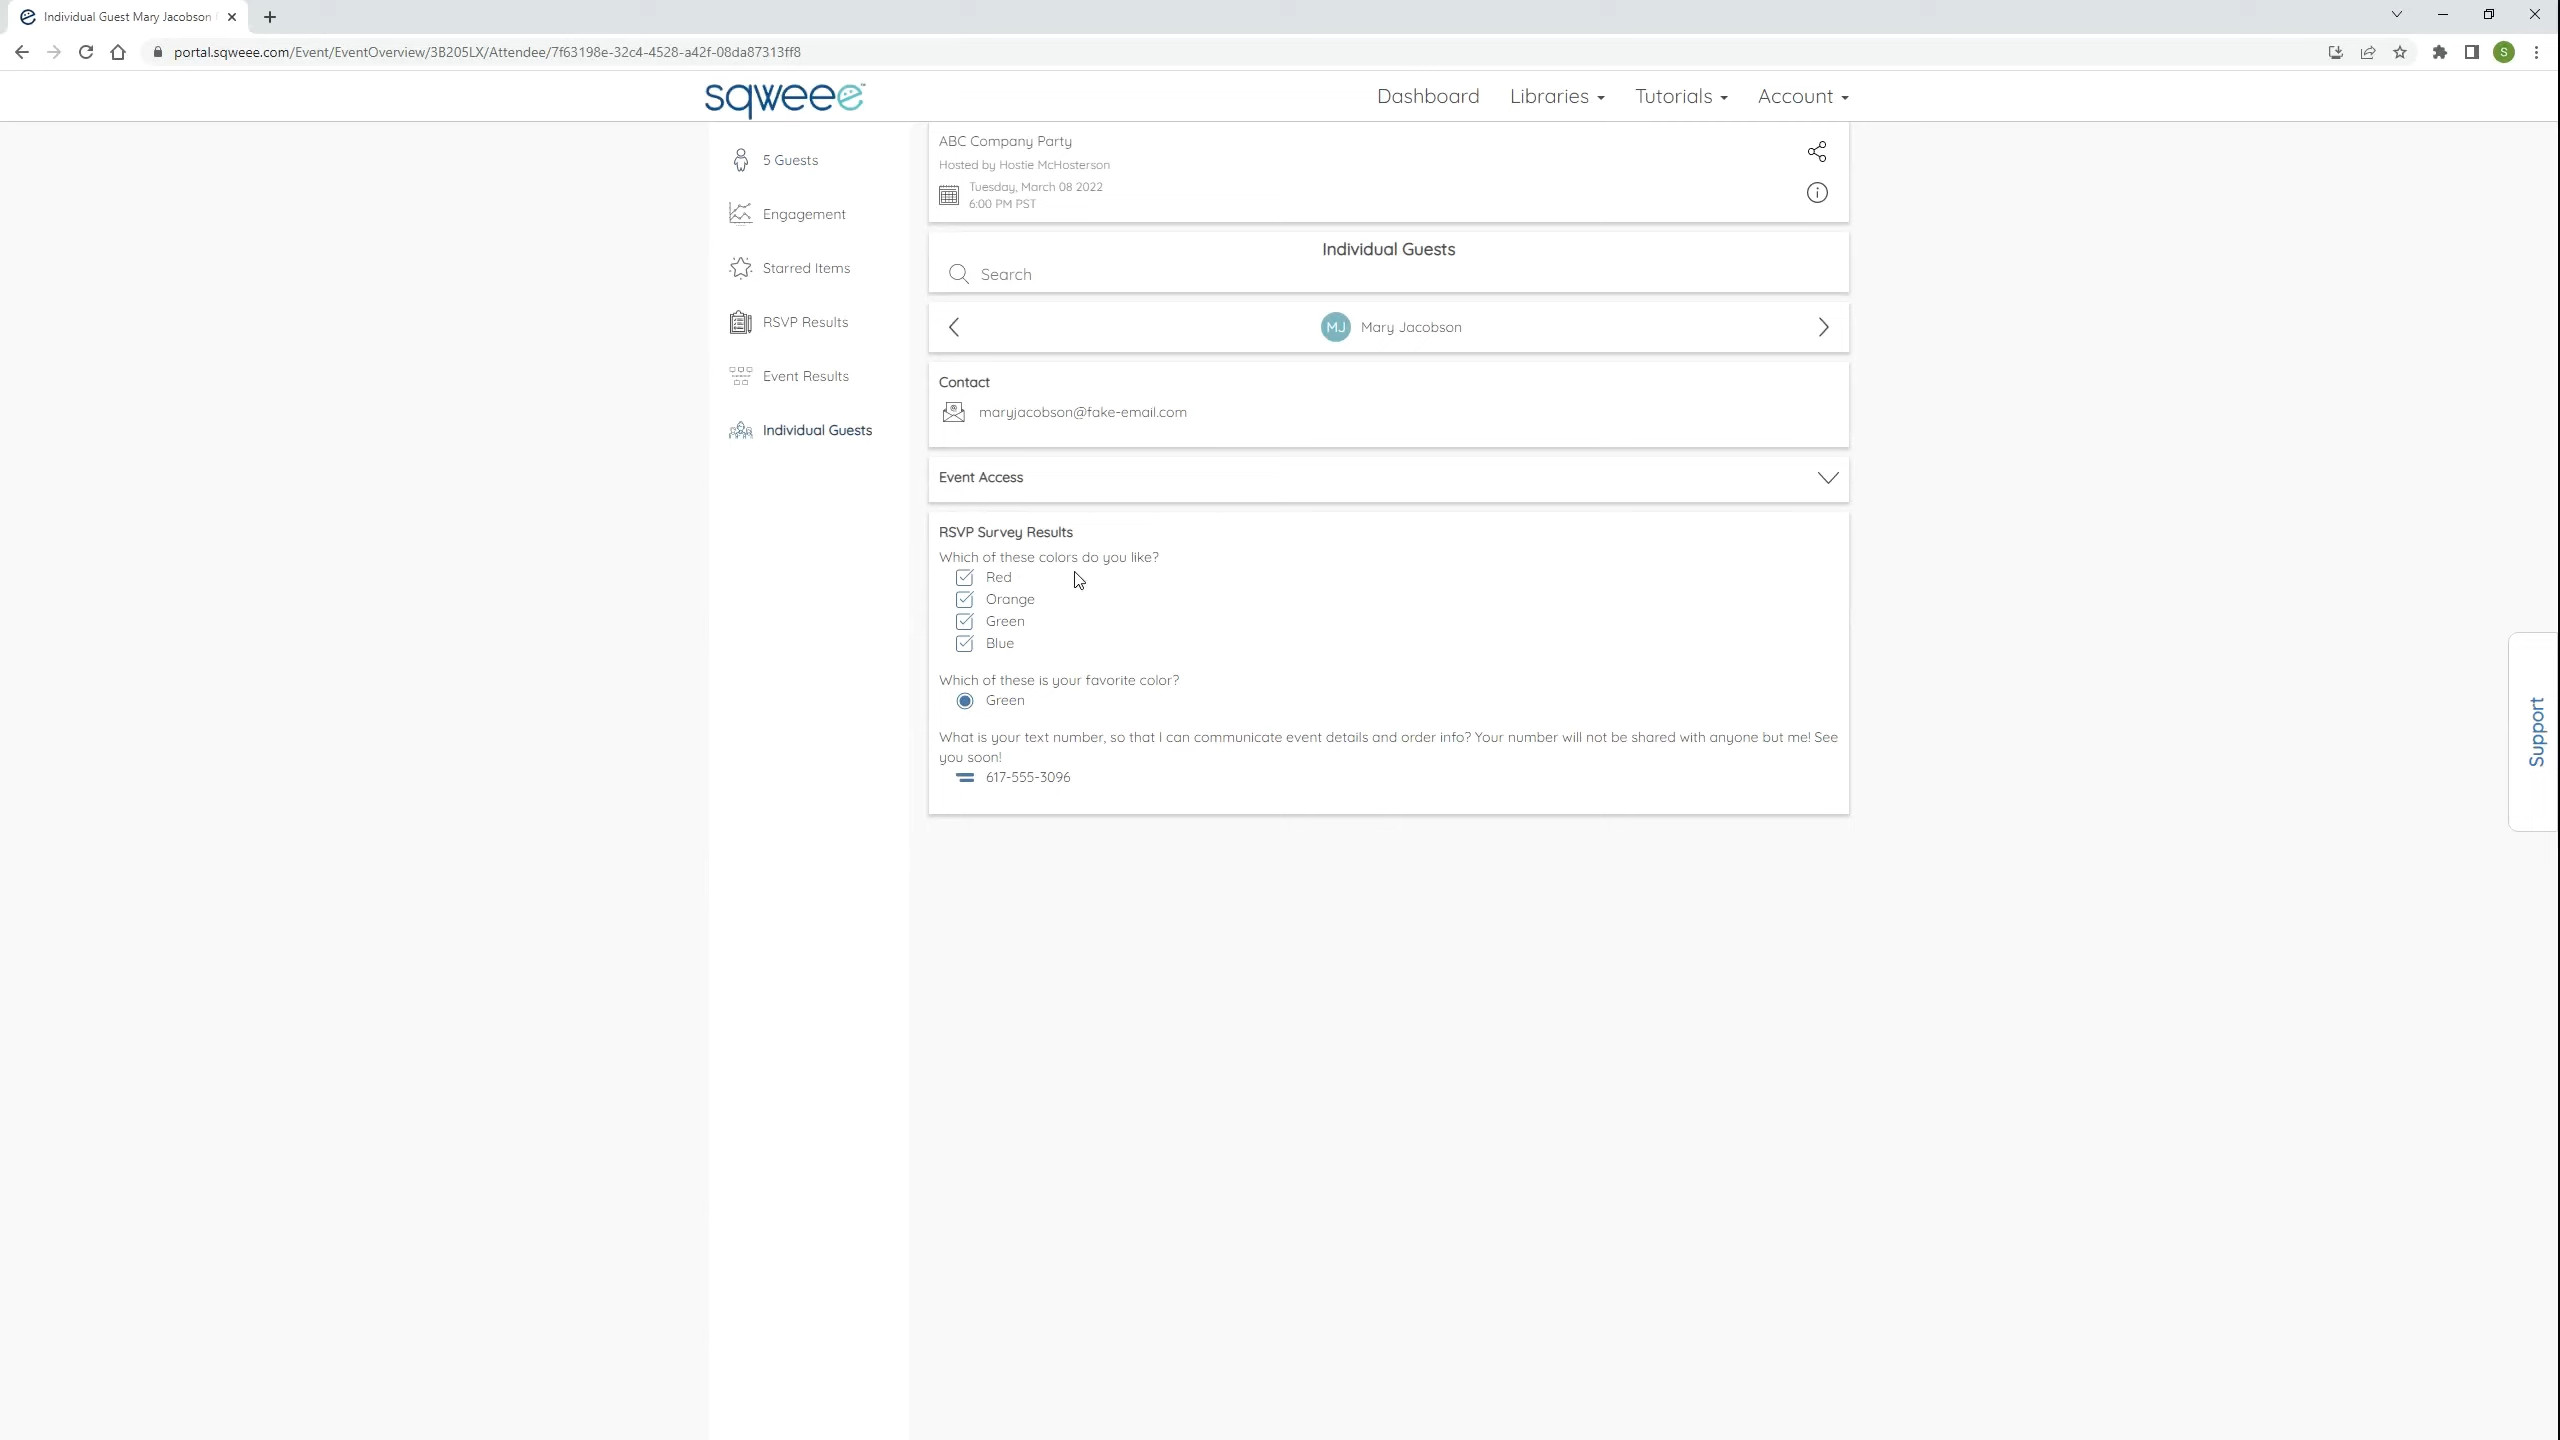 Individual Guest Mary Jacobson
portal.sqweee.com/Event/EventOverview/3B205LX/Attendee/7f63198e-32c4-4528-a42f-08da87313ff8
S
sqweee
Dashboard
Libraries
Tutorials
Account
5 Guests
Engagement
Starred Items
RSVP Results
Event Results
Individual Guests
ABC Company Party
Hosted by Hostie McHosterson
Tuesday, March 08 2022
6:00 PM PST
Individual Guests
Search
MJ Mary Jacobson
Contact
maryjacobson@fake-email.com
Event Access
RSVP Survey Results
Which of these colors do you like?
Red
Orange
Green
Blue
Which of these is your favorite color?
Green
What is your text number, so that I can communicate event details and order info? Your number will not be shared with anyone but me! See
you soon!
617-555-3096
Support